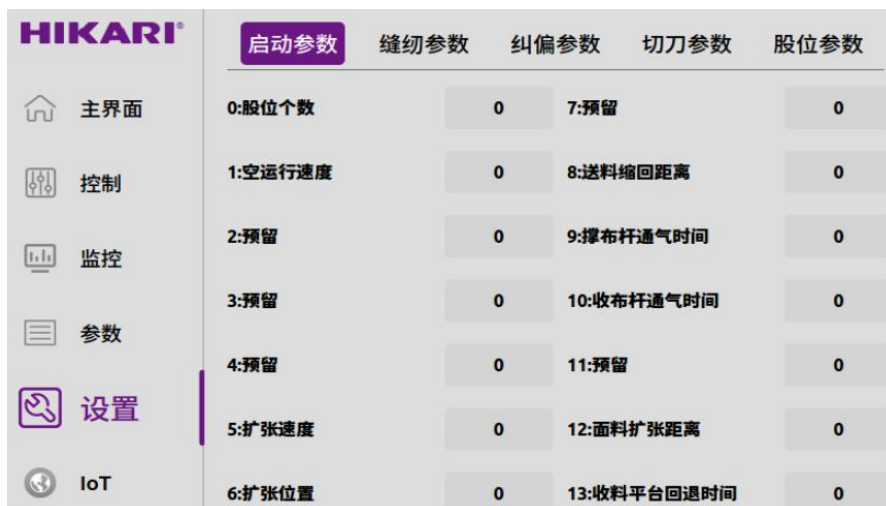 HIKARI®
启动参数 缝纫参数 纠偏参数 切刀参数 股位参数
主界面
控制
监控
参数
设置
IoT
0:股位个数 0 7:预留 0
1:空运行速度 0 8:送料缩回距离 0
2:预留 0 9:撑布杆通气时间 0
3:预留 0 10:收布杆通气时间 0
4:预留 0 11:预留 0
5:扩张速度 0 12:面料扩张距离 0
6:扩张位置 0 13:收料平台回退时间 0